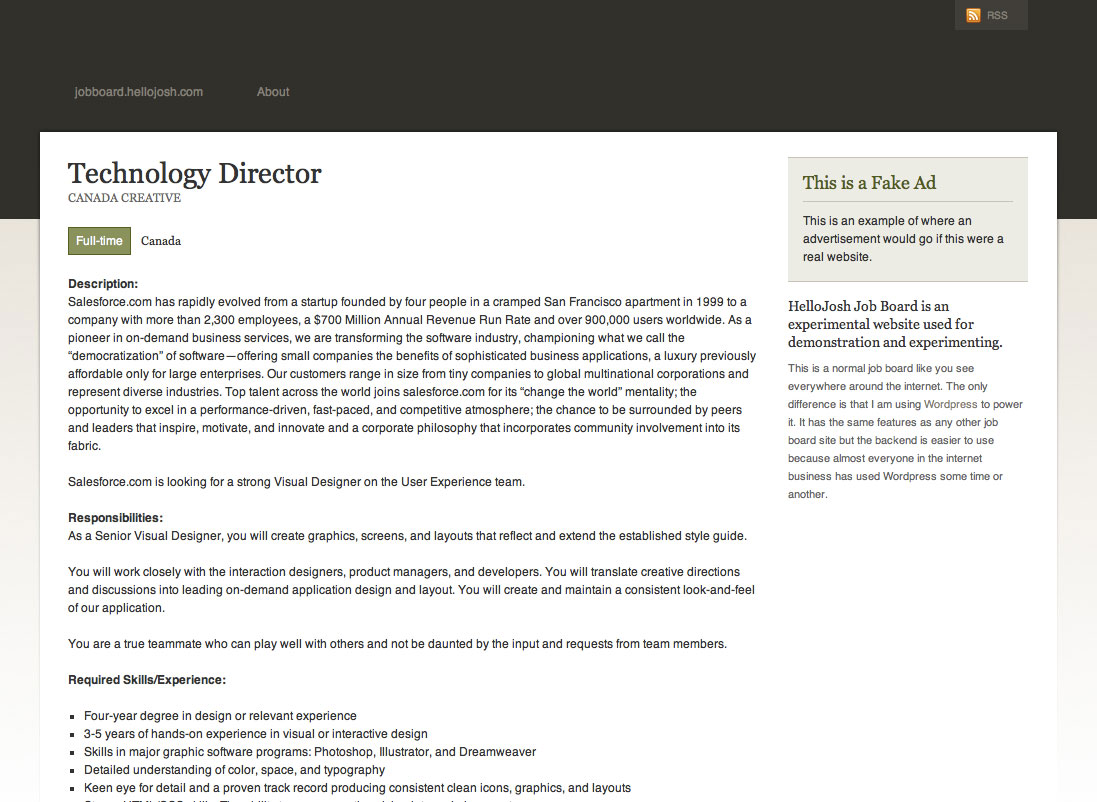 RSS
jobboard.hellojosh.com About
Technology Director
CANADA CREATIVE
Full-time Canada
Description:
Salesforce.com has rapidly evolved from a startup founded by four people in a cramped San Francisco apartment in 1999 to a
company with more than 2,300 employees, a $700 Million Annual Revenue Run Rate and over 900,000 users worldwide. As a
pioneer in on-demand business services, we are transforming the software industry, championing what we call the
“democratization” of software—offering small companies the benefits of sophisticated business applications, a luxury previously
affordable only for large enterprises. Our customers range in size from tiny companies to global multinational corporations and
represent diverse industries. Top talent across the world joins salesforce.com for its “change the world” mentality; the
opportunity to excel in a performance-driven, fast-paced, and competitive atmosphere; the chance to be surrounded by peers
and leaders that inspire, motivate, and innovate and a corporate philosophy that incorporates community involvement into its
fabric.
Salesforce.com is looking for a strong Visual Designer on the User Experience team.
Responsibilities:
As a Senior Visual Designer, you will create graphics, screens, and layouts that reflect and extend the established style guide.
You will work closely with the interaction designers, product managers, and developers. You will translate creative directions
and discussions into leading on-demand application design and layout. You will create and maintain a consistent look-and-feel
of our application.
You are a true teammate who can play well with others and not be daunted by the input and requests from team members.
Required Skills/Experience:
Four-year degree in design or relevant experience
3-5 years of hands-on experience in visual or interactive design
Skills in major graphic software programs: Photoshop, Illustrator, and Dreamweaver
Detailed understanding of color, space, and typography
Keen eye for detail and a proven track record producing consistent clean icons, graphics, and layouts
This is a Fake Ad
This is an example of where an
advertisement would go if this were a
real website.
HelloJosh Job Board is an
experimental website used for
demonstration and experimenting.
This is a normal job board like you see
everywhere around the internet. The only
difference is that I am using Wordpress to power
it. It has the same features as any other job
board site but the backend is easier to use
because almost everyone in the internet
business has used Wordpress some time or
another.